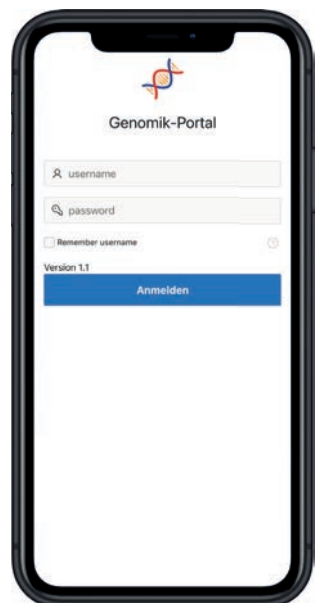 Genomik-Portal
username
password
Remember username
Version 1.1
Anmelden